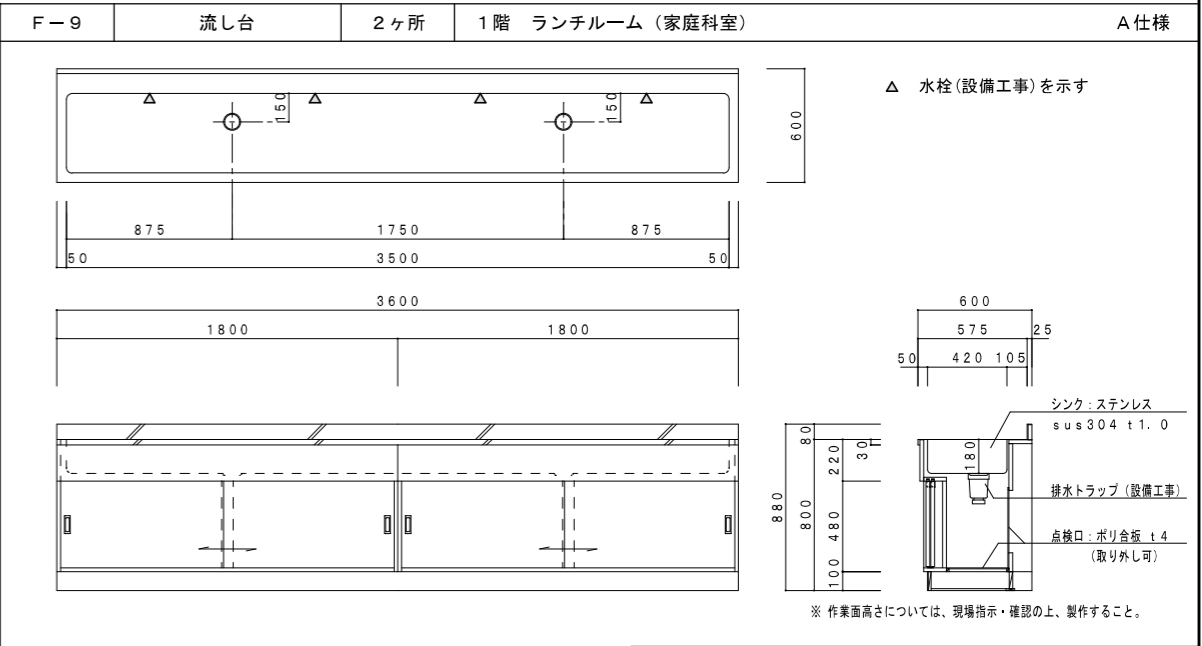 F－9 流し台 2ヶ所 1階 ランチルーム（家庭科室） A仕様
△ 水栓(設備工事)を示す
150 150
600
875 1750 875
50 3500 50
3600
1800 1800
600
575 25
50 420 105
シンク：ステンレス
sus304 t1.0
排水トラップ（設備工事）
点検口：ポリ合板 t4
（取り外し可）
80
220 30
180
880
800
480
100
※ 作業面高さについては、現場指示・確認の上、製作すること。